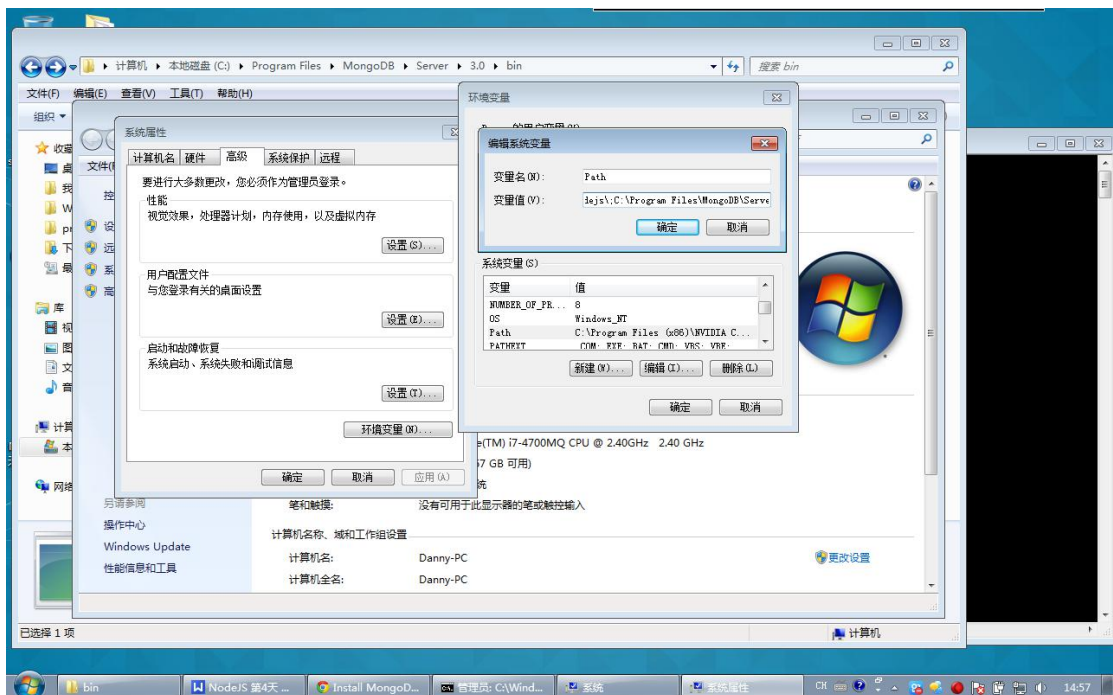 计算机 ▸ 本地磁盘 (C:) ▸ Program Files ▸ MongoDB ▸ Server ▸ 3.0 ▸ bin
搜索 bin
文件(F) 编辑(E) 查看(V) 工具(T) 帮助(H)
组织
系统属性
计算机名 硬件 高级 系统保护 远程
要进行大多数更改，您必须作为管理员登录。
性能
视觉效果，处理器计划，内存使用，以及虚拟内存
设置(S)...
用户配置文件
与您登录有关的桌面设置
设置(E)...
启动和故障恢复
系统启动、系统失败和调试信息
设置(T)...
环境变量(N)...
确定 取消 应用(A)
环境变量
编辑系统变量
变量名(N): Path
变量值(V): dejs\;C:\Program Files\MongoDB\Serve
确定 取消
系统变量(S)
变量 值
NUMBER_OF_PR... 8
OS Windows_NT
Path C:\Program Files (x86)\NVIDIA C...
PATHEXT .COM;.EXE;.BAT;.CMD;.VBS;.VBE;
新建(W)... 编辑(I)... 删除(L)
确定 取消
库
网络
(TM) i7-4700MQ CPU @ 2.40GHz 2.40 GHz
GB 可用)
统
笔和触摸: 没有可用于此显示器的笔或触控输入
另请参阅
操作中心
Windows Update
性能信息和工具
计算机名称、域和工作组设置
计算机名: Danny-PC
更改设置
计算机全名: Danny-PC
已选择 1 项
计算机
bin
NodeJS 第4天 ...
Install MongoD...
管理员: C:\Wind...
系统
系统属性
CH
14:57